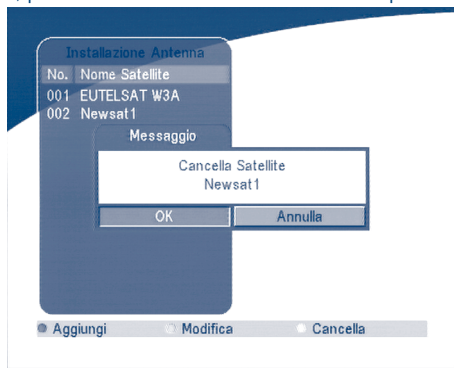 Installazione Antenna
No. Nome Satellite
001 EUTELSAT W3A
002 Newsat1
Messaggio
Cancella Satellite
Newsat1
OK Annulla
Aggiungi Modifica Cancella